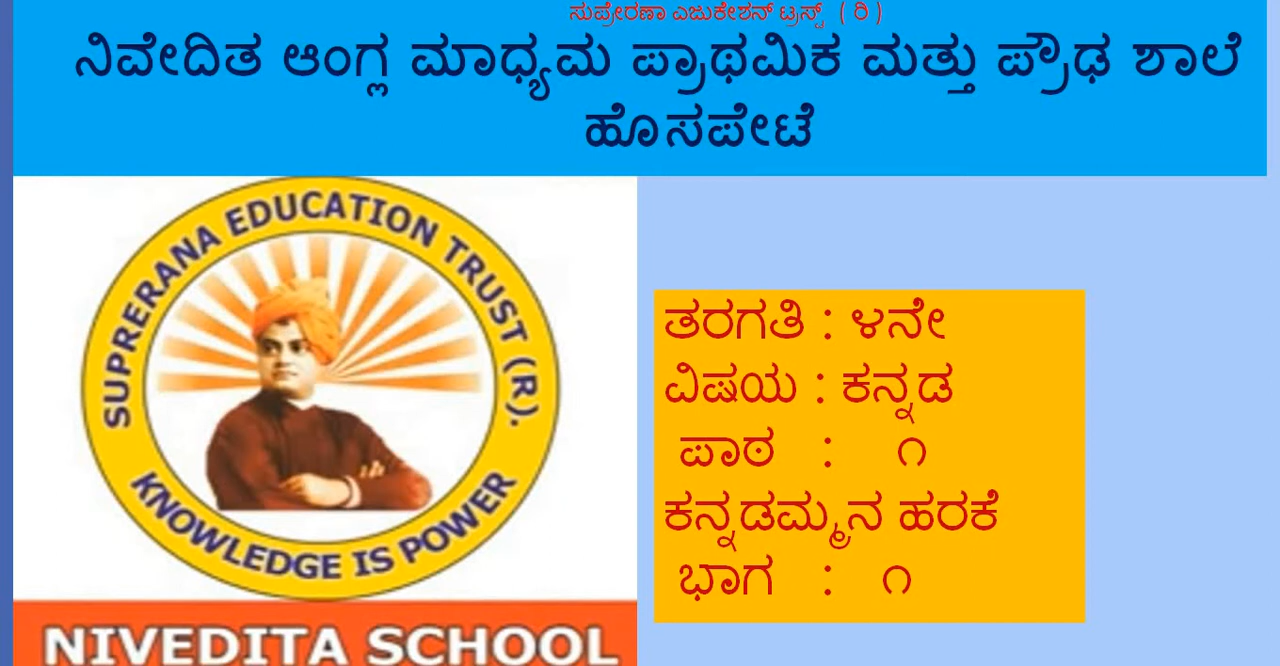 ಸುಪ್ರೇರಣಾ ಎಜುಕೇಶನ್ ಟ್ರಸ್ಟ್ ( ರಿ )
ನಿವೇದಿತ ಆಂಗ್ಲ ಮಾಧ್ಯಮ ಪ್ರಾಥಮಿಕ ಮತ್ತು ಪ್ರೌಢ ಶಾಲೆ
ಹೊಸಪೇಟೆ
SUPRERANA EDUCATION TRUST (R).
KNOWLEDGE IS POWER
NIVEDITA SCHOOL
ತರಗತಿ : ೪ನೇ
ವಿಷಯ : ಕನ್ನಡ
ಪಾಠ : ೧
ಕನ್ನಡಮ್ಮನ ಹರಕೆ
ಭಾಗ : ೧